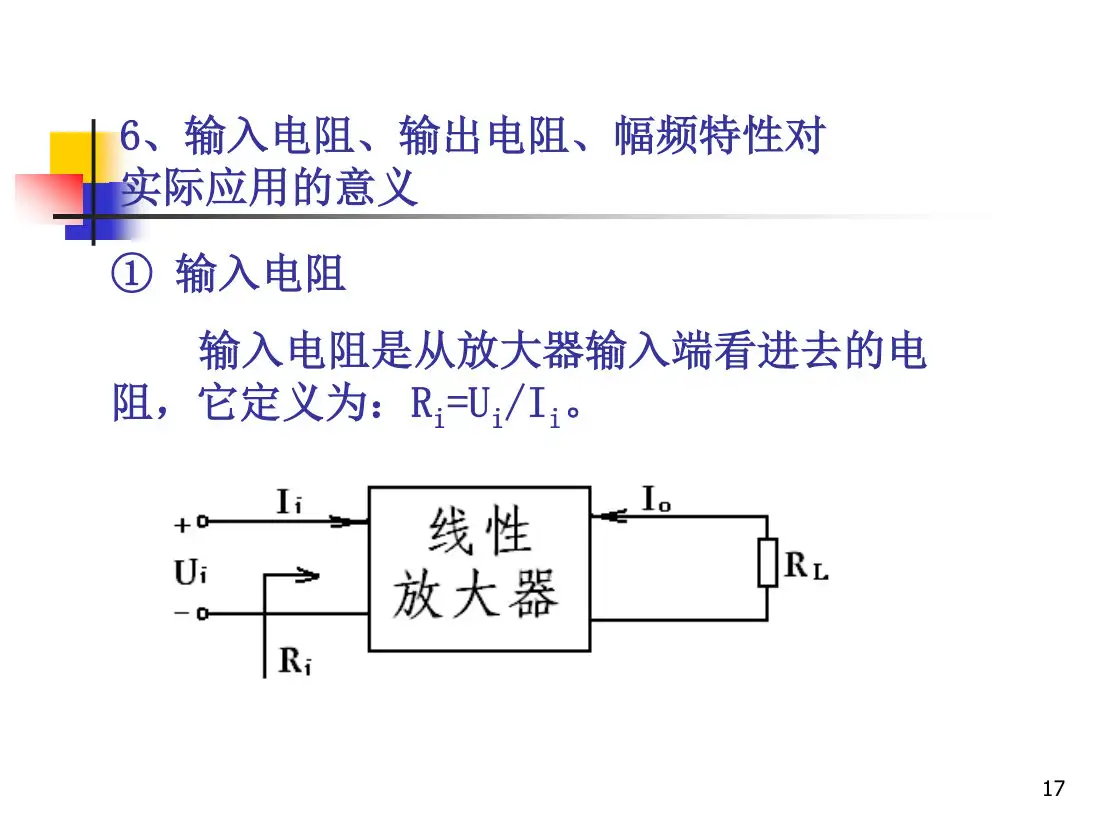 6、输入电阻、输出电阻、幅频特性对
实际应用的意义
① 输入电阻
输入电阻是从放大器输入端看进去的电
阻，它定义为：Ri=Ui/Ii。
Ii
Io
+
线性
Ui
放大器
RL
−
Ri
17